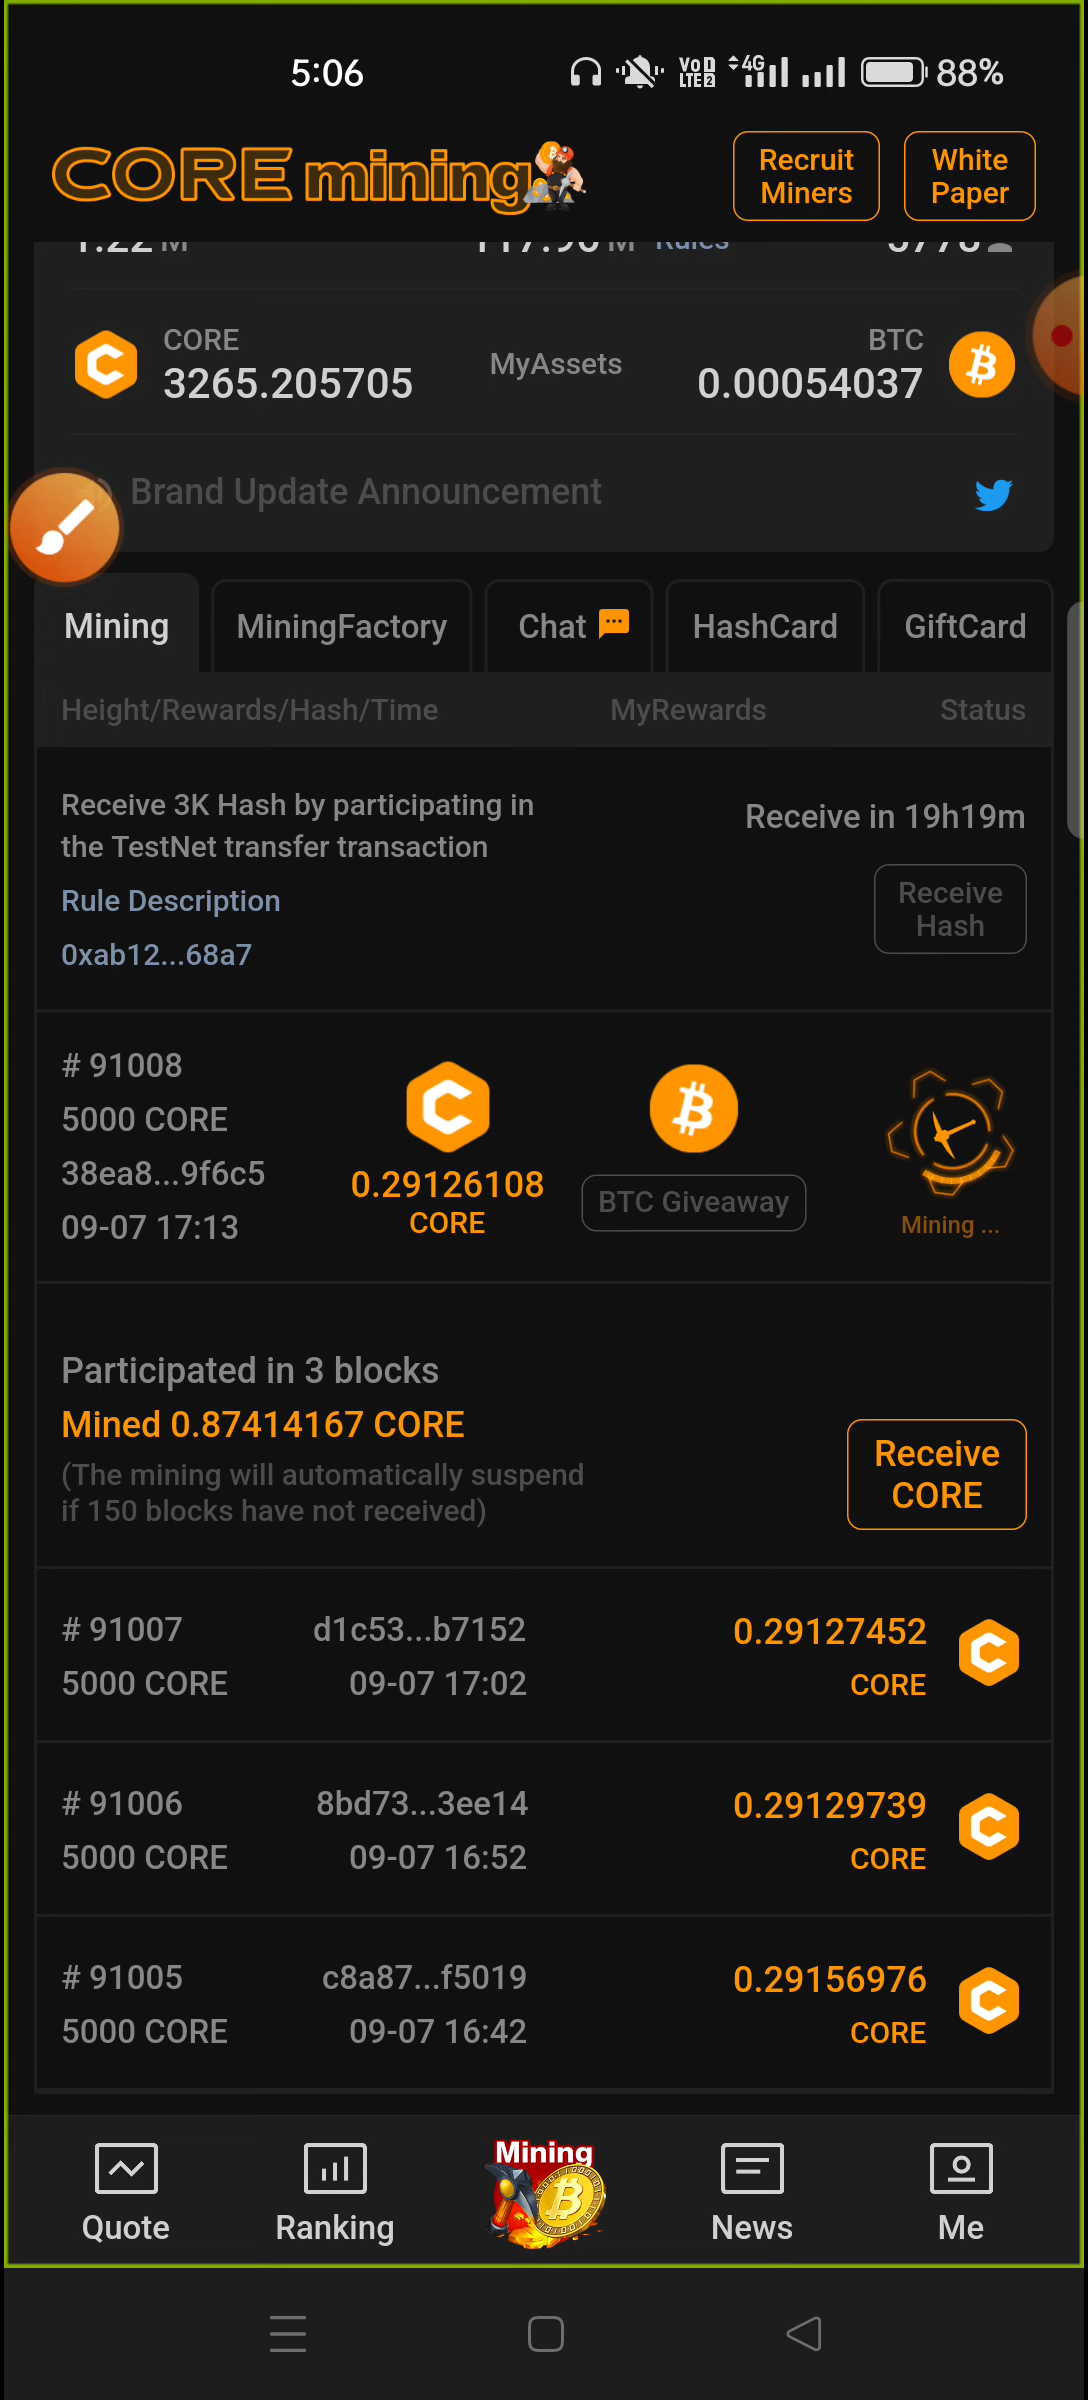 5:06
VoD LTE2 4G 88%
CORE mining
Recruit Miners
White Paper
Rules
CORE
3265.205705
MyAssets
BTC
0.00054037
Brand Update Announcement
Mining MiningFactory Chat HashCard GiftCard
Height/Rewards/Hash/Time MyRewards Status
Receive 3K Hash by participating in
the TestNet transfer transaction
Rule Description
0xab12...68a7
Receive in 19h19m
Receive
Hash
# 91008
5000 CORE
38ea8...9f6c5
09-07 17:13
0.29126108
CORE
BTC Giveaway
Mining ...
Participated in 3 blocks
Mined 0.87414167 CORE
(The mining will automatically suspend
if 150 blocks have not received)
Receive
CORE
# 91007 d1c53...b7152 0.29127452
5000 CORE 09-07 17:02 CORE
# 91006 8bd73...3ee14 0.29129739
5000 CORE 09-07 16:52 CORE
# 91005 c8a87...f5019 0.29156976
5000 CORE 09-07 16:42 CORE
Mining
Quote Ranking News Me